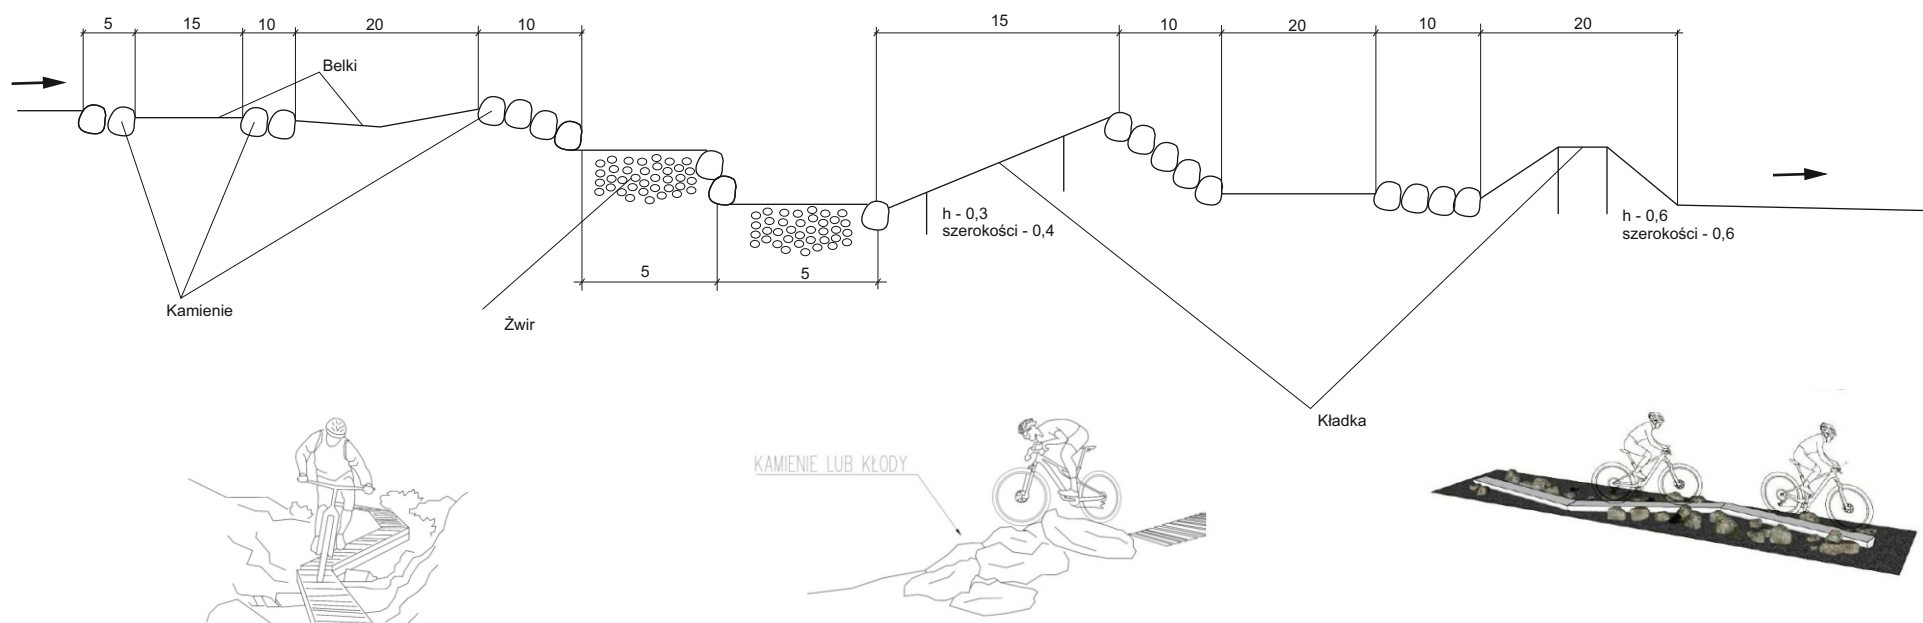 5
15
10
20
10
15
10
20
10
20
Belki
h - 0,3
szerokości - 0,4
h - 0,6
szerokości - 0,6
5
5
Kamienie
Żwir
Kładka
KAMIENIE LUB KŁODY